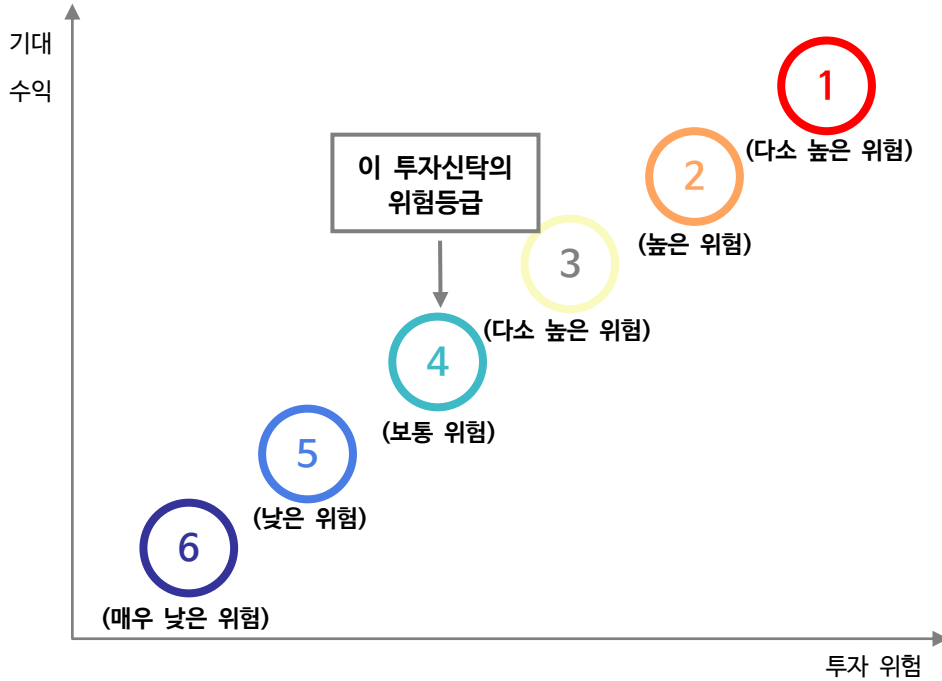 기대
수익
1
(다소 높은 위험)
2
(높은 위험)
이 투자신탁의
위험등급
3
(다소 높은 위험)
4
(보통 위험)
5
(낮은 위험)
6
(매우 낮은 위험)
투자 위험